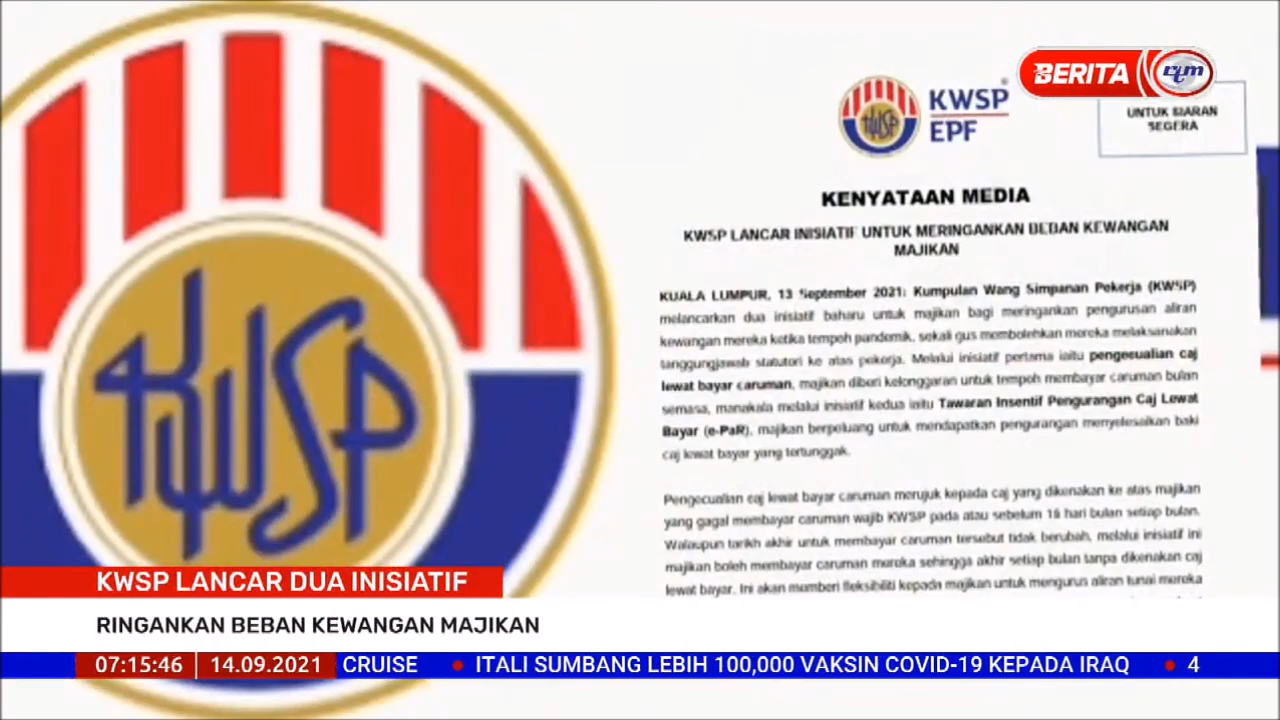 BERITA rtm
KWSP
EPF
UNTUK SIARAN
SEGERA
KENYATAAN MEDIA
KWSP LANCAR INISIATIF UNTUK MERINGANKAN BEBAN KEWANGAN
MAJIKAN
KUALA LUMPUR, 13 September 2021: Kumpulan Wang Simpanan Pekerja (KWSP)
melancarkan dua inisiatif baharu untuk majikan bagi meringankan pengurusan aliran
kewangan mereka ketika tempoh pandemik, sekali gus membolehkan mereka melaksanakan
tanggungjawab statutori ke atas pekerja. Melalui inisiatif pertama iaitu pengecualian caj
lewat bayar caruman, majikan diberi kelonggaran untuk tempoh membayar caruman bulan
semasa, manakala melalui inisiatif kedua iaitu Tawaran Insentif Pengurangan Caj Lewat
Bayar (e-PaR), majikan berpeluang untuk mendapatkan pengurangan menyelesaikan baki
caj lewat bayar yang tertunggak.
Pengecualian caj lewat bayar caruman merujuk kepada caj yang dikenakan ke atas majikan
yang gagal membayar caruman wajib KWSP pada atau sebelum 15 hari bulan setiap bulan.
Walaupun tarikh akhir untuk membayar caruman tersebut tidak berubah, melalui inisiatif ini
majikan boleh membayar caruman mereka sehingga akhir setiap bulan tanpa dikenakan caj
lewat bayar. Ini akan memberi fleksibiliti kepada majikan untuk mengurus aliran tunai mereka
KWSP
KWSP
KWSP LANCAR DUA INISIATIF
RINGANKAN BEBAN KEWANGAN MAJIKAN
07:15:46 14.09.2021 CRUISE • ITALI SUMBANG LEBIH 100,000 VAKSIN COVID-19 KEPADA IRAQ • 4